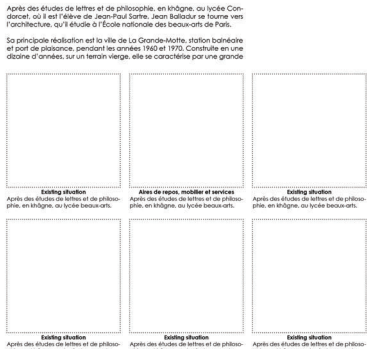 Après des études de lettres et de philosophie, en khâgne, au lycée Con-
dorcet, où il est l'élève de Jean-Paul Sartre, Jean Balladur se tourne vers
l'architecture, qu'il étudie à l'École nationale des beaux-arts de Paris.
Sa principale réalisation est la ville de La Grande-Motte, station balnéaire
et port de plaisance, pendant les années 1960 et 1970. Construite en une
dizaine d'années, sur un terrain vierge, elle se caractérise par une grande
Existing situation
Après des études de lettres et de philoso-
phie, en khâgne, au lycée beaux-arts.
Aires de repos, mobilier et services
Après des études de lettres et de philoso-
phie, en khâgne, au lycée beaux-arts.
Existing situation
Après des études de lettres et de philoso-
phie, en khâgne, au lycée beaux-arts.
Existing situation
Après des études de lettres et de philoso-
Existing situation
Après des études de lettres et de philoso-
Existing situation
Après des études de lettres et de philoso-